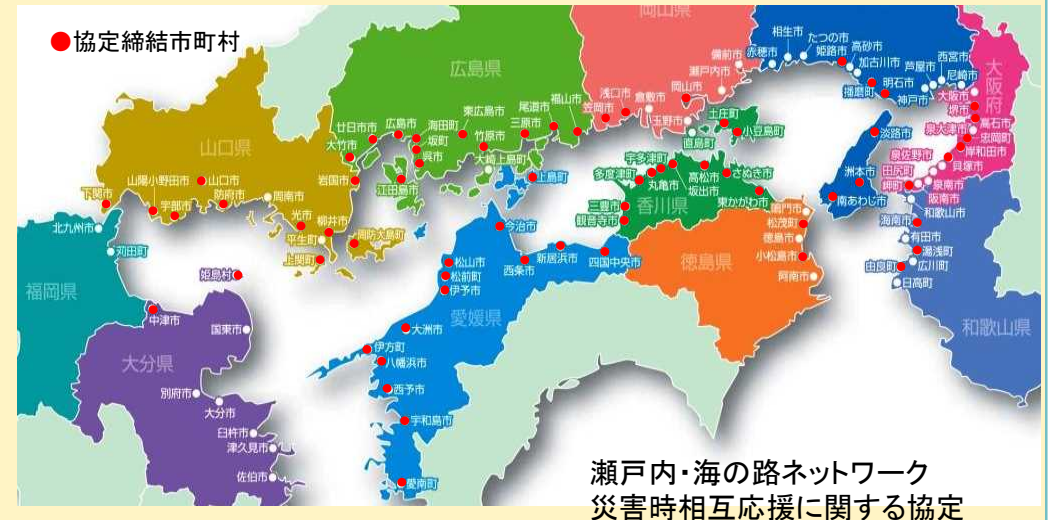 ●協定締結市町村
岡山県
広島県
大阪府
山口県
香川県
徳島県
愛媛県
福岡県
大分県
和歌山県
相生市
たつの市
赤穂市
姫路市
高砂市
加古川市
播磨町
明石市
神戸市
芦屋市
西宮市
尼崎市
大阪市
堺市
高石市
泉大津市
忠岡町
岸和田市
貝塚市
泉佐野市
田尻町
泉南市
阪南市
岬町
和歌山市
海南市
有田市
湯浅町
広川町
由良町
日高町
淡路市
洲本市
南あわじ市
備前市
瀬戸内市
岡山市
玉野市
倉敷市
浅口市
笠岡市
直島町
土庄町
小豆島町
福山市
尾道市
三原市
竹原市
東広島市
大崎上島町
海田町
坂町
呉市
広島市
江田島市
廿日市市
大竹市
岩国市
周南市
光市
柳井市
平生町
周防大島町
上関町
防府市
山口市
宇部市
山陽小野田市
下関市
北九州市
苅田町
姫島村
中津市
国東市
別府市
大分市
臼杵市
津久見市
佐伯市
上島町
今治市
松山市
松前町
伊予市
西条市
新居浜市
四国中央市
大洲市
伊方町
八幡浜市
西予市
宇和島市
愛南町
宇多津町
多度津町
丸亀市
坂出市
高松市
さぬき市
東かがわ市
三豊市
観音寺市
鳴門市
松茂町
徳島市
小松島市
阿南市
瀬戸内・海の路ネットワーク
災害時相互応援に関する協定